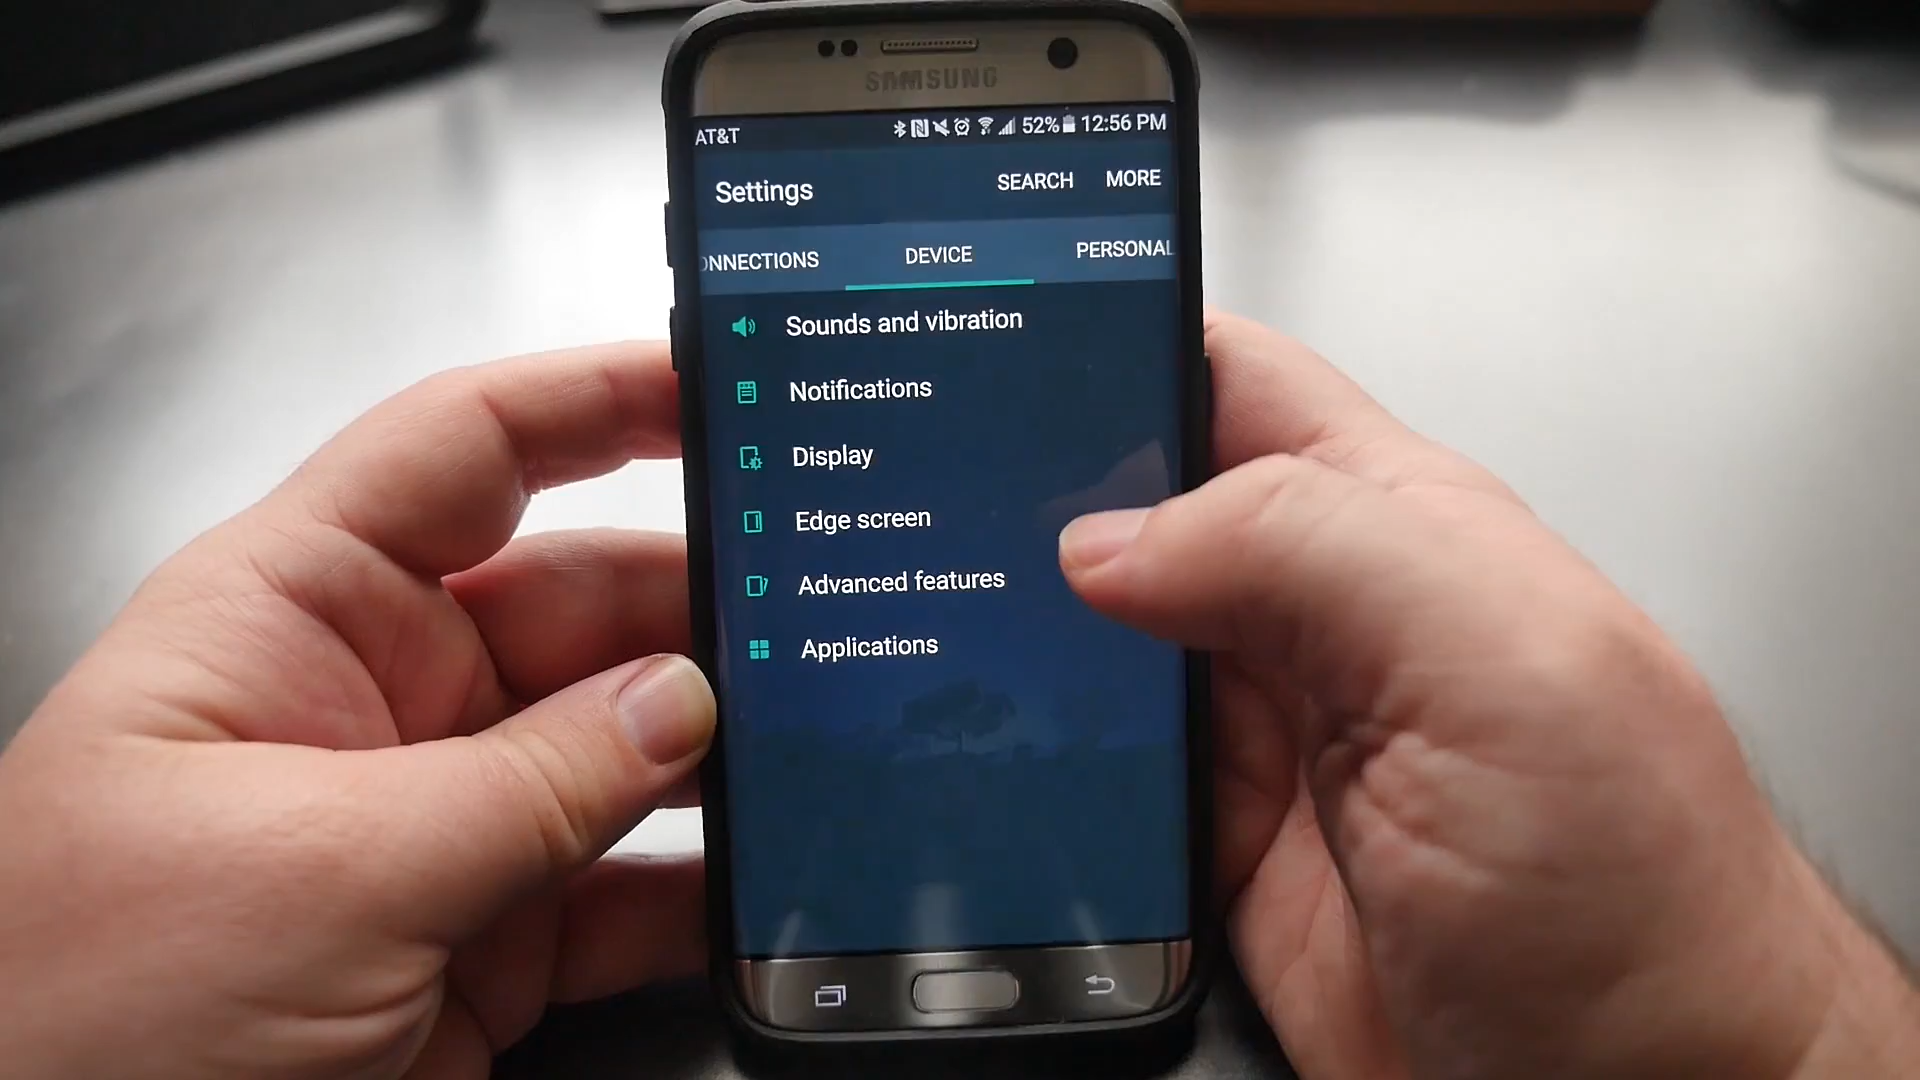 SAMSUNG
AT&T 52% 12:56 PM
Settings SEARCH MORE
ONNECTIONS DEVICE PERSONAL
Sounds and vibration
Notifications
Display
Edge screen
Advanced features
Applications